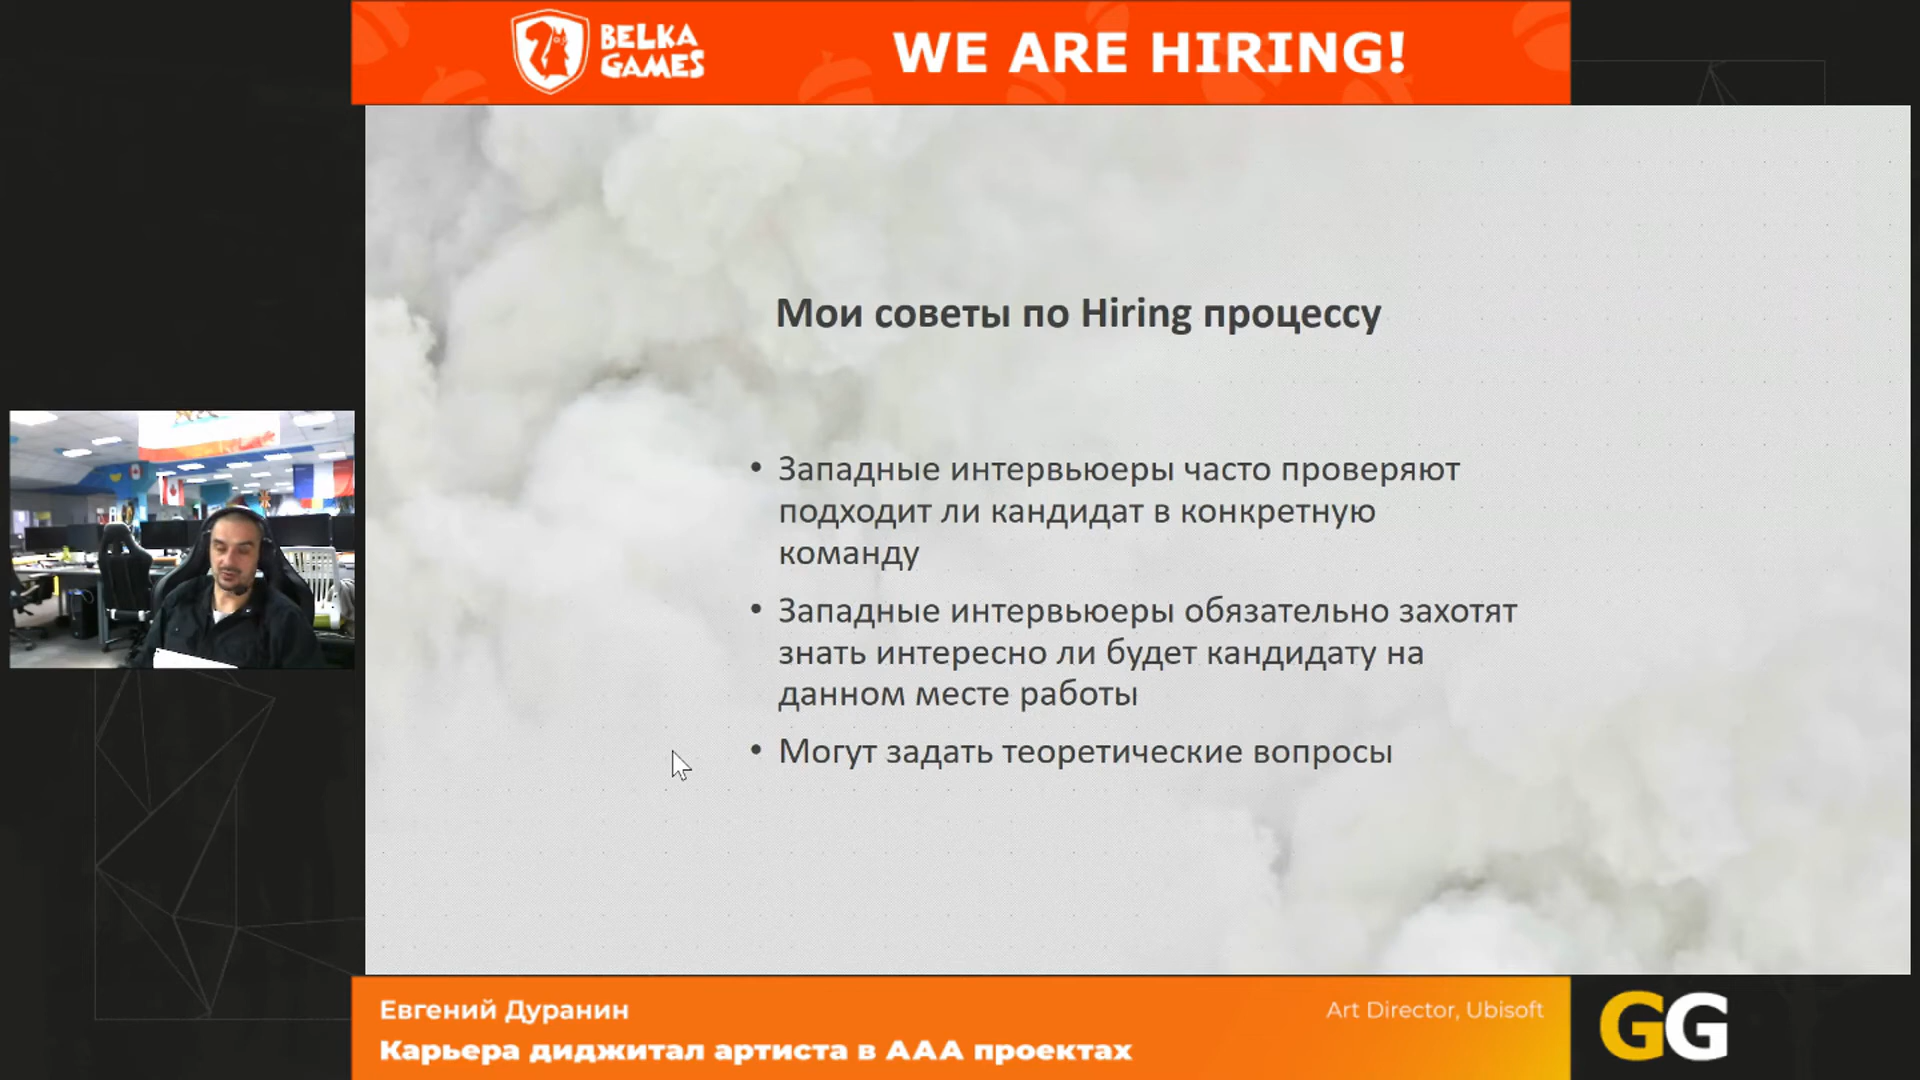 BELKA
GAMES
WE ARE HIRING!
Мои советы по Hiring процессу
• Западные интервьюеры часто проверяют
подходит ли кандидат в конкретную
команду
• Западные интервьюеры обязательно захотят
знать интересно ли будет кандидату на
данном месте работы
• Могут задать теоретические вопросы
Евгений Дуранин
Art Director, Ubisoft
Карьера диджитал артиста в ААА проектах
GG